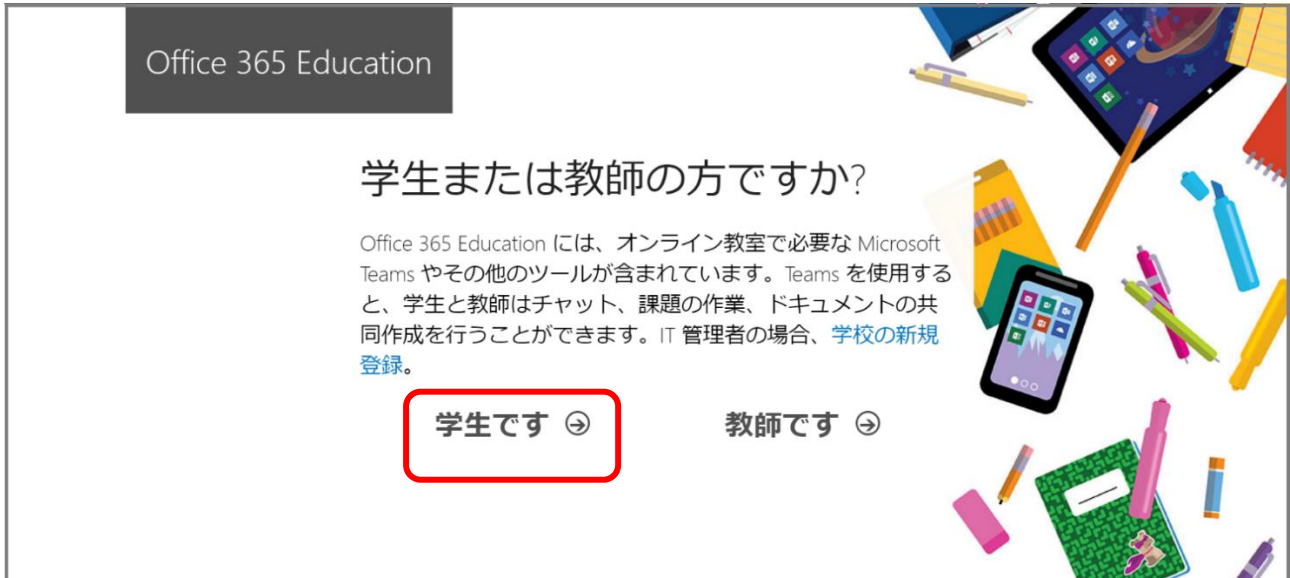 Office 365 Education
学生または教師の方ですか?
Office 365 Education には、オンライン教室で必要な Microsoft
Teams やその他のツールが含まれています。Teams を使用する
と、学生と教師はチャット、課題の作業、ドキュメントの共
同作成を行うことができます。IT 管理者の場合、学校の新規
登録。
学生です
教師です